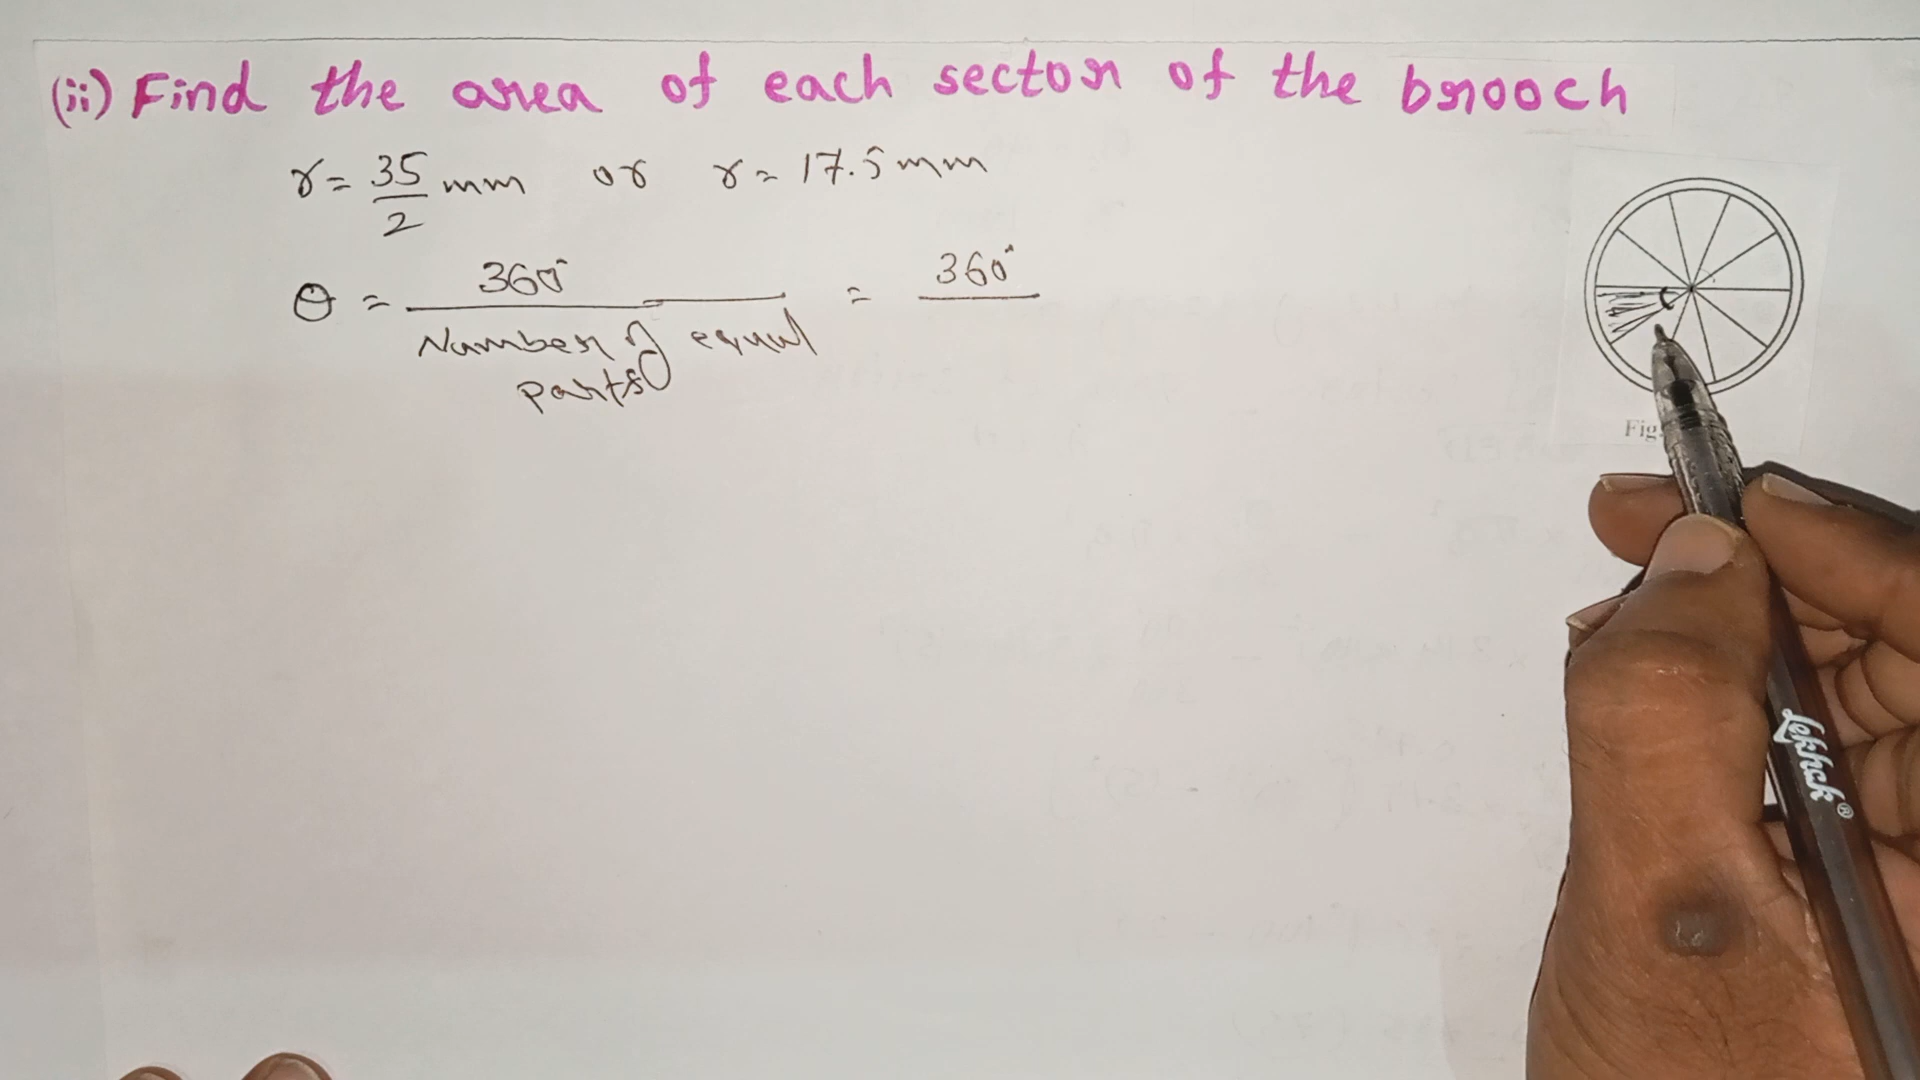 (ii) Find the area of each sector of the brooch
r = 35/2 mm or r = 17.5 mm
θ = 360° / Number of equal parts = 360°
Fig
Lekhak®